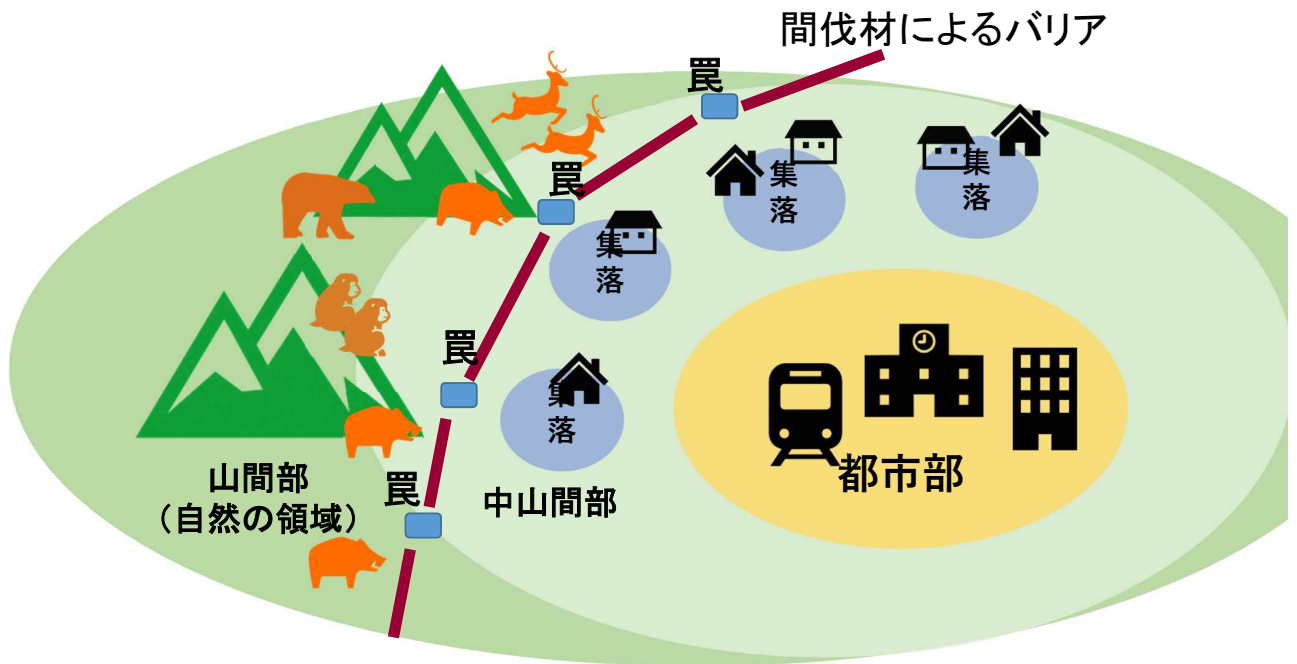 間伐材によるバリア
罠
罠
集
落
集
落
集
落
罠
集
落
罠
山間部
（自然の領域）
中山間部
都市部